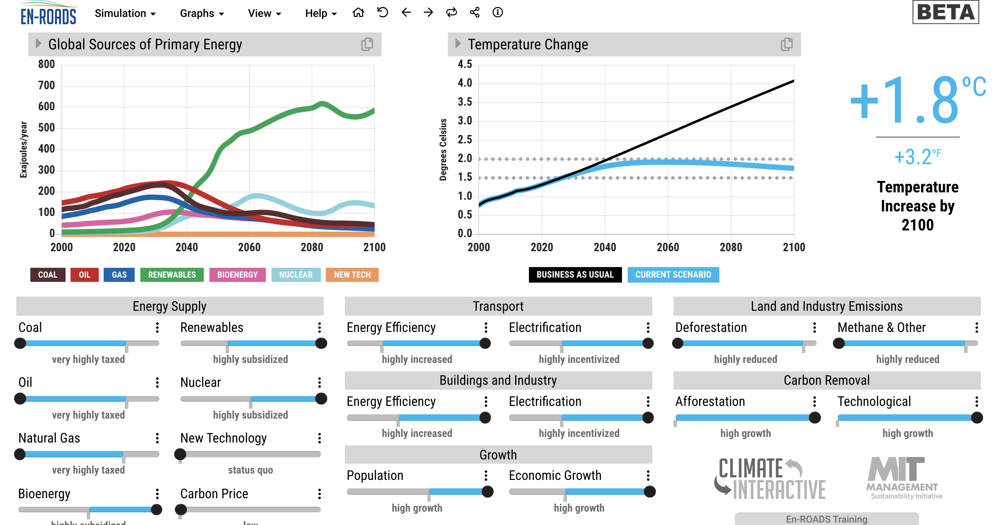 EN-ROADS
Simulation
Graphs
View
Help
BETA
Global Sources of Primary Energy
Exajoules/year
800
700
600
500
400
300
200
100
0
2000 2020 2040 2060 2080 2100
COAL OIL GAS RENEWABLES BIOENERGY NUCLEAR NEW TECH
Temperature Change
Degrees Celsius
4.5
4.0
3.5
3.0
2.5
2.0
1.5
1.0
0.5
0.0
2000 2020 2040 2060 2080 2100
BUSINESS AS USUAL CURRENT SCENARIO
+1.8ºC
+3.2ºF
Temperature
Increase by
2100
Energy Supply
Coal
very highly taxed
Renewables
highly subsidized
Oil
very highly taxed
Nuclear
highly subsidized
Natural Gas
very highly taxed
New Technology
status quo
Bioenergy
highly subsidized
Carbon Price
low
Transport
Energy Efficiency
highly increased
Electrification
highly incentivized
Buildings and Industry
Energy Efficiency
highly increased
Electrification
highly incentivized
Growth
Population
high growth
Economic Growth
high growth
Land and Industry Emissions
Deforestation
highly reduced
Methane & Other
highly reduced
Carbon Removal
Afforestation
high growth
Technological
high growth
CLIMATE
INTERACTIVE
MIT
MANAGEMENT
Sustainability Initiative
En-ROADS Training